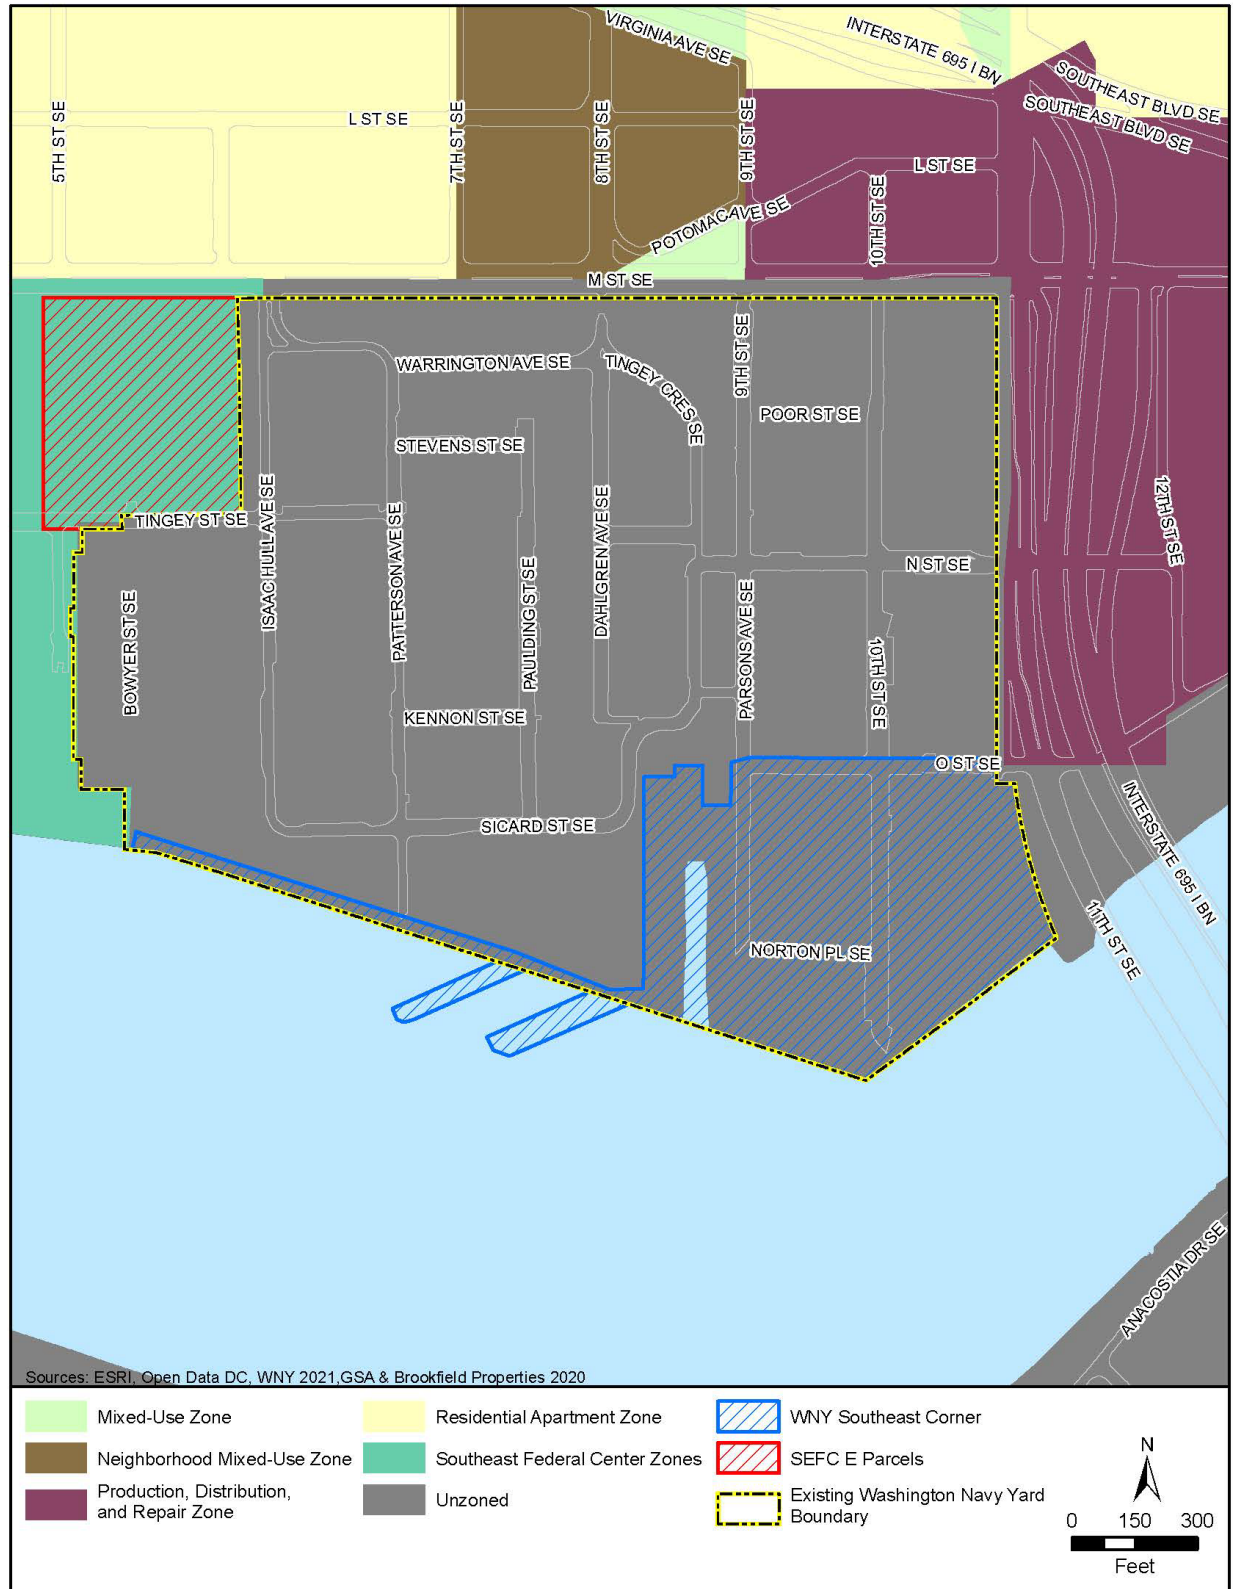 VIRGINIA AVE SE
INTERSTATE 695 I BN
SOUTHEAST BLVD SE
SOUTHEAST BLVD SE
5TH ST SE
L ST SE
7TH ST SE
8TH ST SE
9TH ST SE
L ST SE
10TH ST SE
POTOMAC AVE SE
M ST SE
WARRINGTON AVE SE
TINGEY CRES SE
9TH ST SE
POOR ST SE
STEVENS ST SE
TINGEY ST SE
ISAAC HULL AVE SE
PATTERSON AVE SE
DAHLGREN AVE SE
12TH ST SE
N ST SE
BOWYER ST SE
PAULDING ST SE
PARSONS AVE SE
10TH ST SE
KENNON ST SE
O ST SE
SICARD ST SE
INTERSTATE 695 I BN
11TH ST SE
NORTON PL SE
ANACOSTIA DR SE
Sources: ESRI, Open Data DC, WNY 2021,GSA & Brookfield Properties 2020
Mixed-Use Zone
Neighborhood Mixed-Use Zone
Production, Distribution,
and Repair Zone
Residential Apartment Zone
Southeast Federal Center Zones
Unzoned
WNY Southeast Corner
SEFC E Parcels
Existing Washington Navy Yard
Boundary
N
0 150 300
Feet